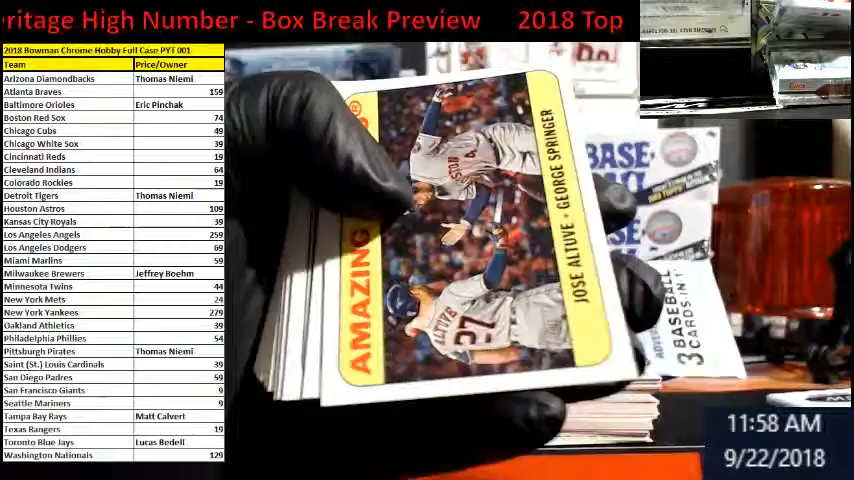 ritage High Number - Box Break Preview 2018 Top
2018 Bowman Chrome Hobby Full Case PYT 001
Team Price/Owner
Arizona Diamondbacks Thomas Niemi
Atlanta Braves 159
Baltimore Orioles Eric Pinchak
Boston Red Sox 74
Chicago Cubs 49
Chicago White Sox 39
Cincinnati Reds 19
Cleveland Indians 64
Colorado Rockies 19
Detroit Tigers Thomas Niemi
Houston Astros 109
Kansas City Royals 39
Los Angeles Angels 259
Los Angeles Dodgers 69
Miami Marlins 59
Milwaukee Brewers Jeffrey Boehm
Minnesota Twins 44
New York Mets 24
New York Yankees 279
Oakland Athletics 39
Philadelphia Phillies 54
Pittsburgh Pirates Thomas Niemi
Saint (St.) Louis Cardinals 39
San Diego Padres 59
San Francisco Giants 9
Seattle Mariners 9
Tampa Bay Rays Matt Calvert
Texas Rangers 19
Toronto Blue Jays Lucas Bedell
Washington Nationals 129
AMAZING
JOSE ALTUVE • GEORGE SPRINGER
ALTUVE
27
4
BASE-
3 BASEBALL
CARDS IN 1
11:58 AM
9/22/2018